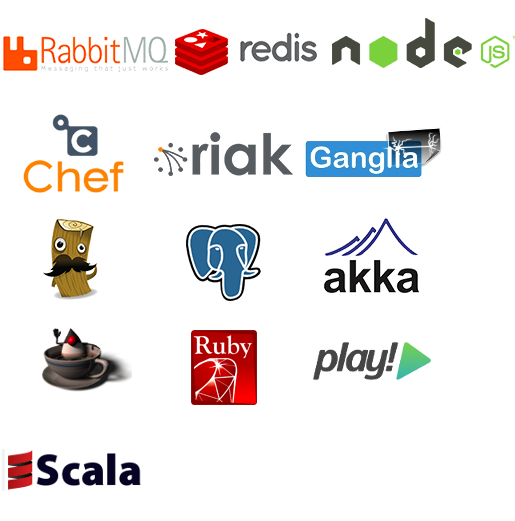 RabbitMQ
Messaging that just works
redis
node
JS
C
Chef
riak
Ganglia
akka
Ruby
play!
Scala